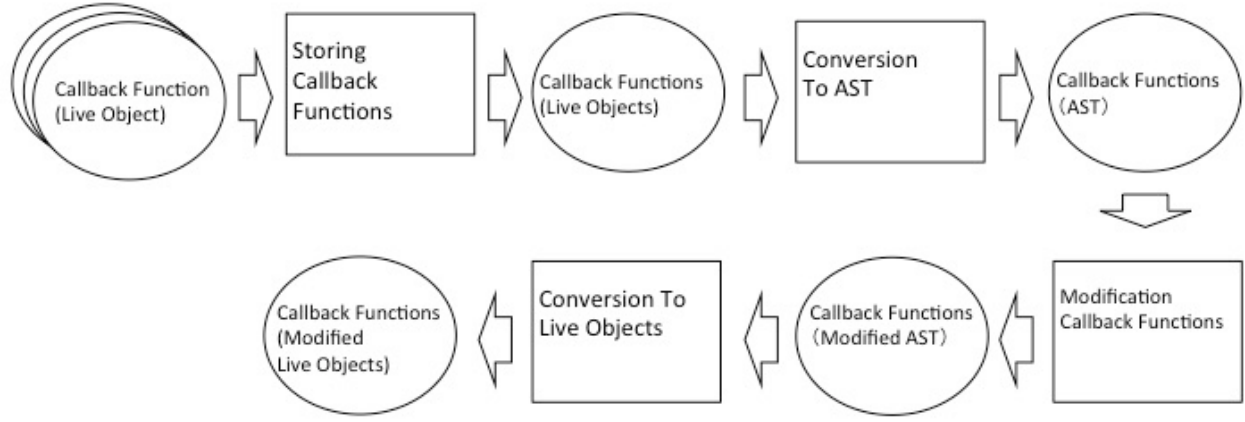 Callback Function
(Live Object)
Storing
Callback
Functions
Callback Functions
(Live Objects)
Conversion
To AST
Callback Functions
（AST）
Modification
Callback Functions
Callback Functions
（Modified AST）
Conversion To
Live Objects
Callback Functions
(Modified
Live Objects)